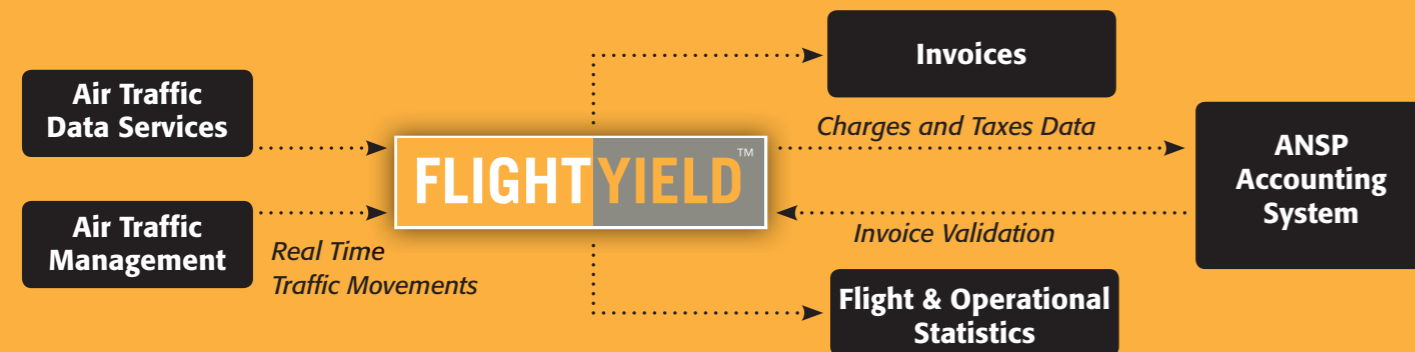 Air Traffic
Data Services
Air Traffic
Management
Real Time
Traffic Movements
FLIGHTYIELD™
Invoices
Charges and Taxes Data
Invoice Validation
Flight & Operational
Statistics
ANSP
Accounting
System